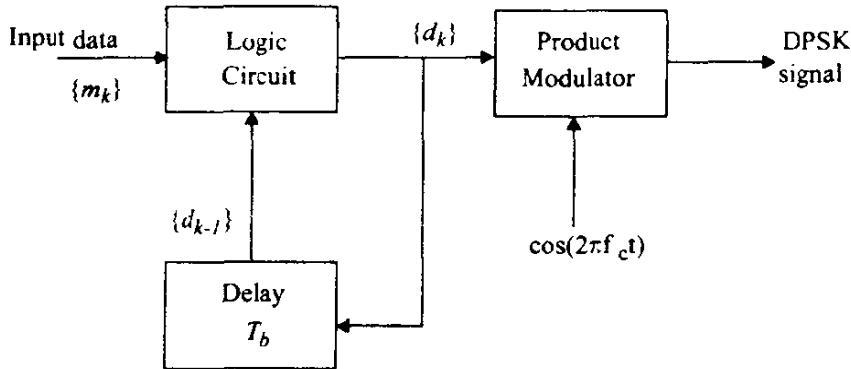 Input data
{m_k}
Logic
Circuit
{d_k}
Product
Modulator
DPSK
signal
{d_{k-1}}
cos(2πf_c t)
Delay
T_b